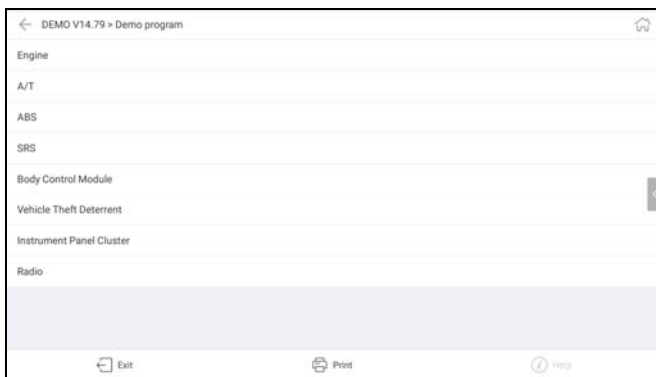 DEMO V14.79 > Demo program
Engine
A/T
ABS
SRS
Body Control Module
Vehicle Theft Deterrent
Instrument Panel Cluster
Radio
Exit Print Help